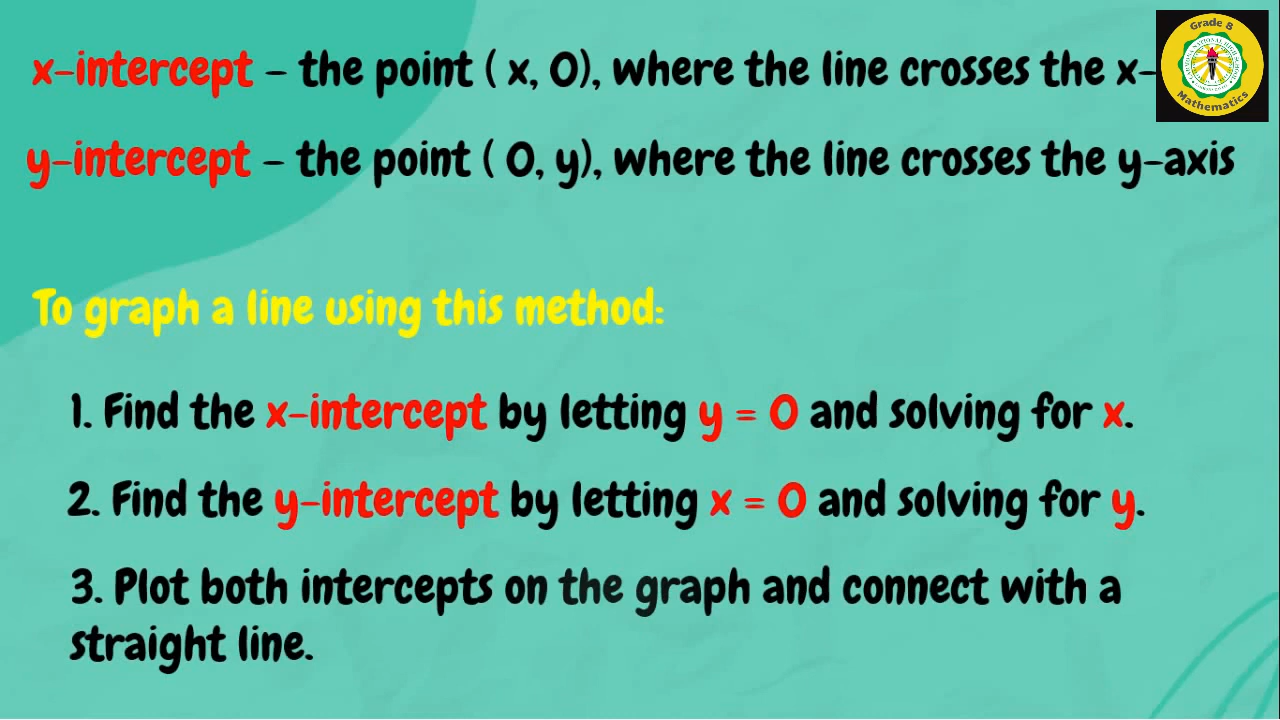 x-intercept - the point ( x, 0), where the line crosses the x-
Grade 8
Mathematics
y-intercept - the point ( 0, y), where the line crosses the y-axis
To graph a line using this method:
1. Find the x-intercept by letting y = 0 and solving for x.
2. Find the y-intercept by letting x = 0 and solving for y.
3. Plot both intercepts on the graph and connect with a
straight line.